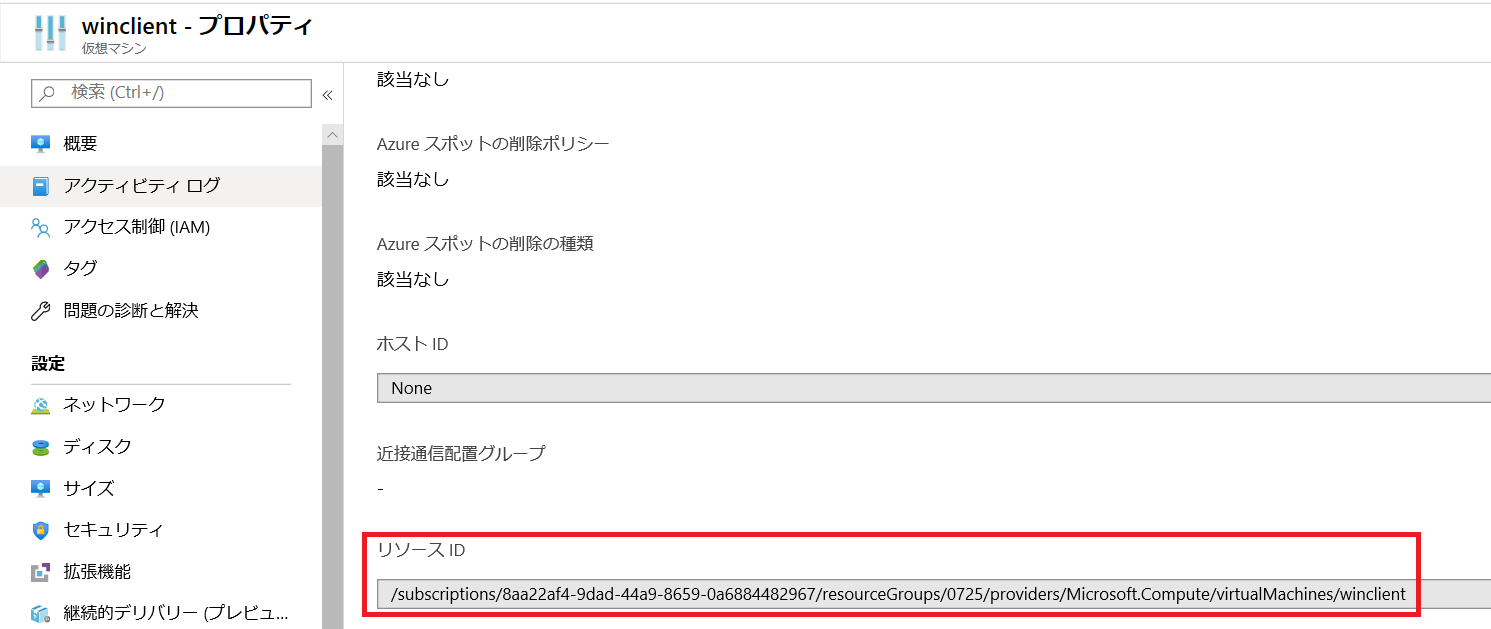 winclient - プロパティ
仮想マシン
検索 (Ctrl+/)
«
概要
アクティビティ ログ
アクセス制御 (IAM)
タグ
問題の診断と解決
設定
ネットワーク
ディスク
サイズ
セキュリティ
拡張機能
継続的デリバリー (プレビュ...
該当なし
Azure スポットの削除ポリシー
該当なし
Azure スポットの削除の種類
該当なし
ホスト ID
None
近接通信配置グループ
-
リソース ID
/subscriptions/8aa22af4-9dad-44a9-8659-0a6884482967/resourceGroups/0725/providers/Microsoft.Compute/virtualMachines/winclient